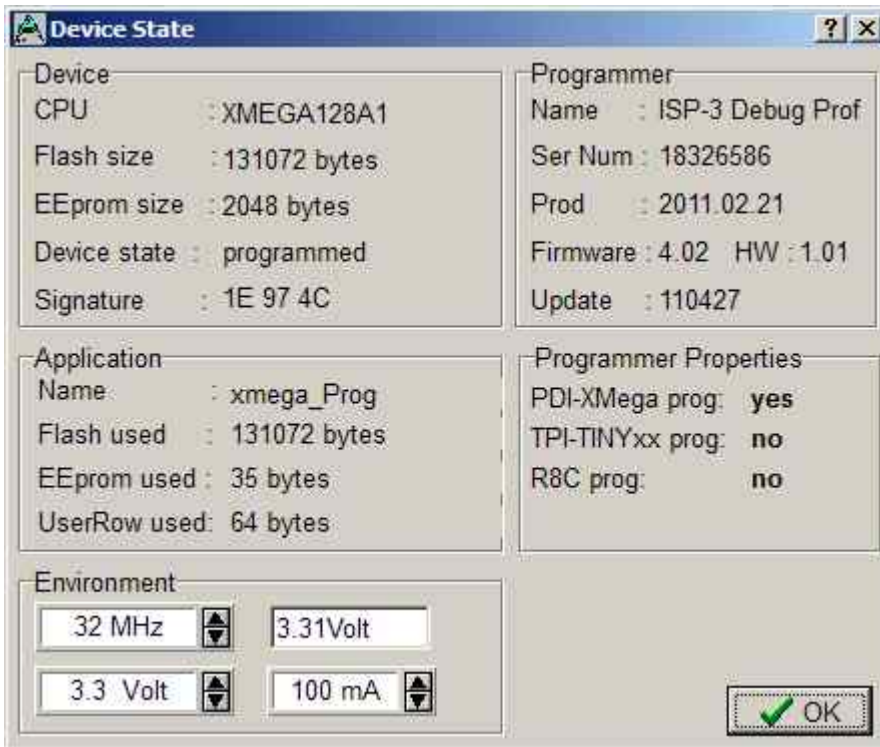 Device State
Device
CPU : XMEGA128A1
Flash size : 131072 bytes
EEprom size : 2048 bytes
Device state : programmed
Signature : 1E 97 4C
Programmer
Name : ISP-3 Debug Prof
Ser Num : 18326586
Prod : 2011.02.21
Firmware : 4.02 HW : 1.01
Update : 110427
Application
Name : xmega_Prog
Flash used : 131072 bytes
EEprom used : 35 bytes
UserRow used: 64 bytes
Programmer Properties
PDI-XMega prog: yes
TPI-TINYxx prog: no
R8C prog: no
Environment
32 MHz 3.31Volt
3.3 Volt 100 mA
OK